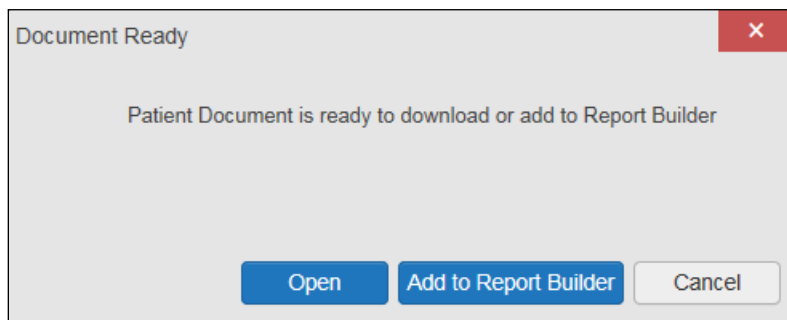 Document Ready
×
Patient Document is ready to download or add to Report Builder
Open Add to Report Builder Cancel